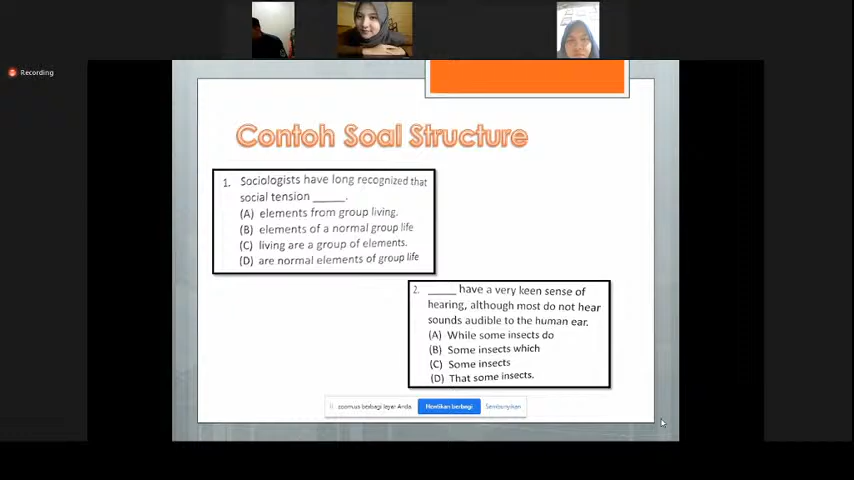 Recording
Contoh Soal Structure
1. Sociologists have long recognized that
social tension _____.
(A) elements from group living.
(B) elements of a normal group life
(C) living are a group of elements.
(D) are normal elements of group life
2. _____ have a very keen sense of
hearing, although most do not hear
sounds audible to the human ear.
(A) While some insects do
(B) Some insects which
(C) Some insects
(D) That some insects.
zoom.us berbagi layar Anda. Hentikan berbagi Sembunyikan